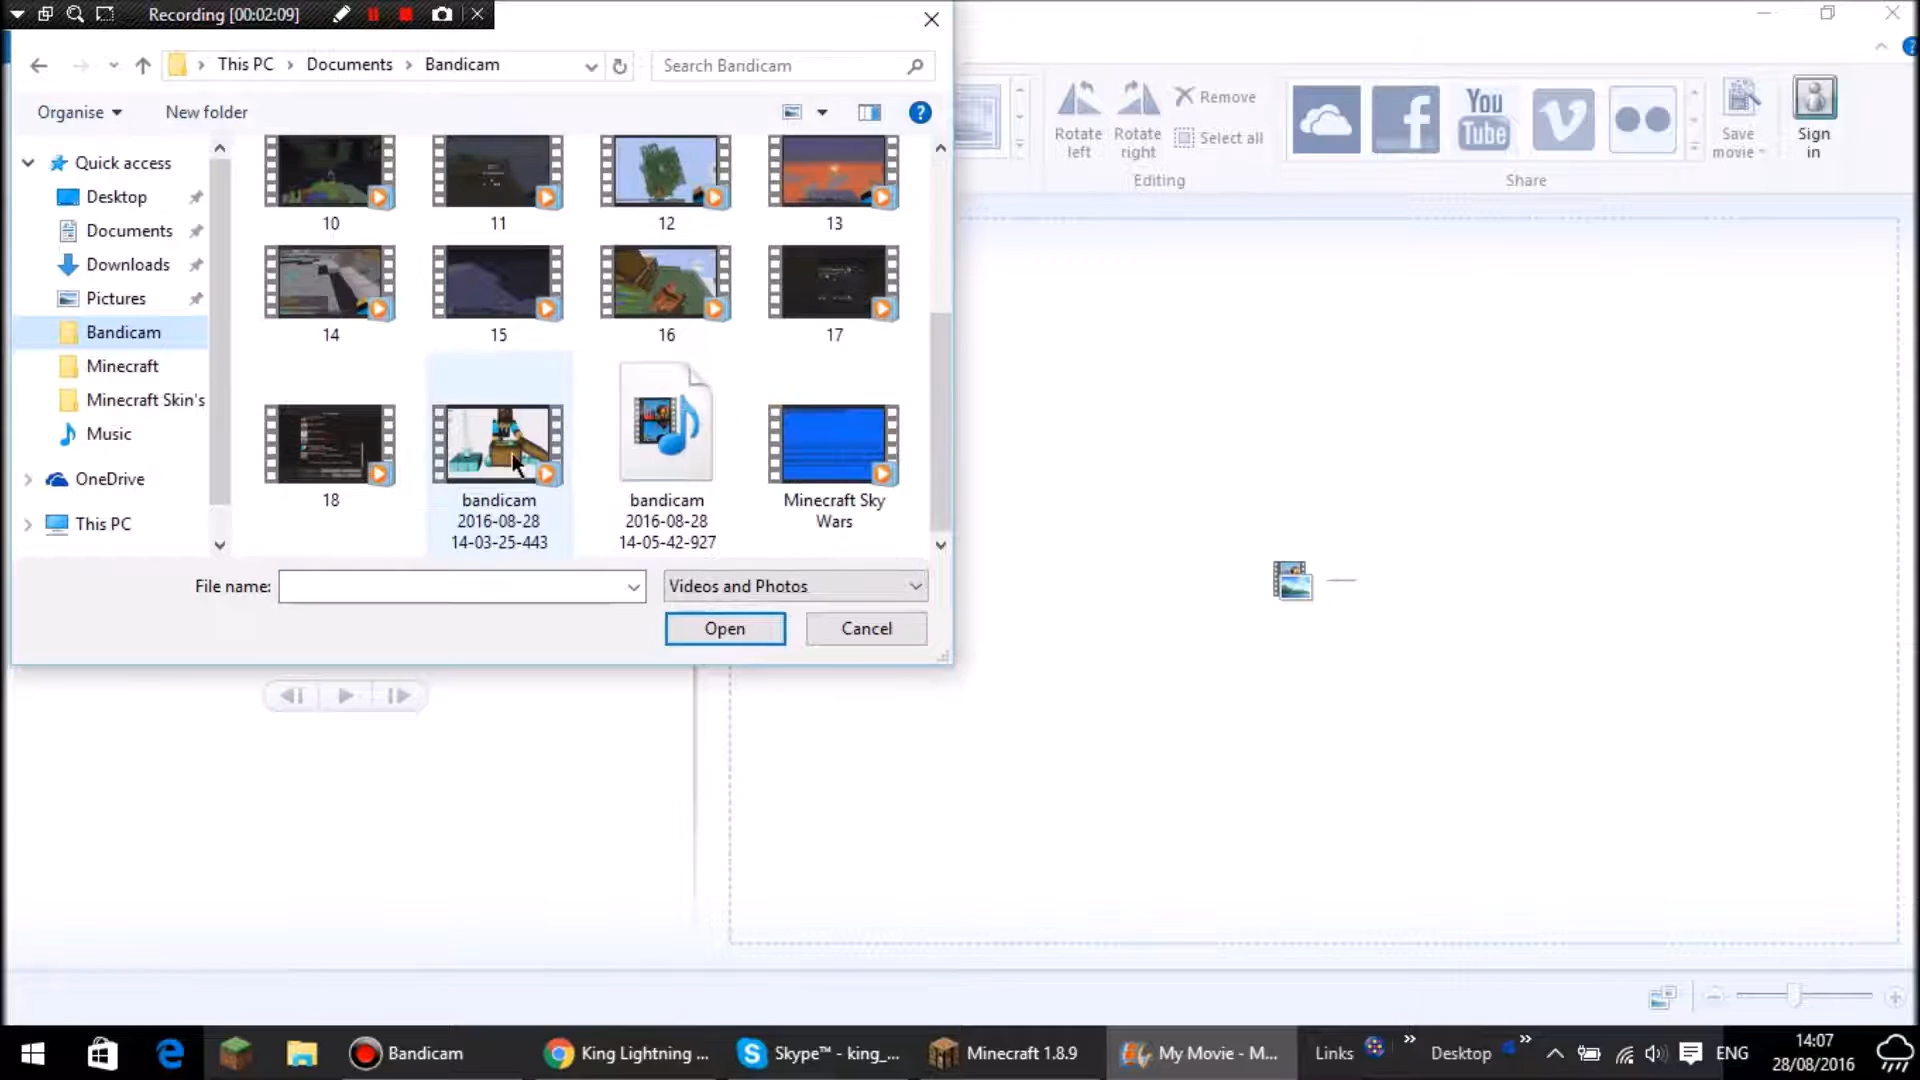 Recording [00:02:09]
This PC > Documents > Bandicam
Search Bandicam
Organise
New folder
Quick access
Desktop
Documents
Downloads
Pictures
Bandicam
Minecraft
Minecraft Skin's
Music
OneDrive
This PC
10
11
12
13
14
15
16
17
18
bandicam
2016-08-28
14-03-25-443
bandicam
2016-08-28
14-05-42-927
Minecraft Sky
Wars
File name:
Videos and Photos
Open
Cancel
Rotate
left
Rotate
right
Remove
Select all
Editing
You
Tube
Share
Save
movie
Sign
in
Bandicam
King Lightning ...
Skype™ - king_...
Minecraft 1.8.9
My Movie - M...
Links
Desktop
ENG
14:07
28/08/2016